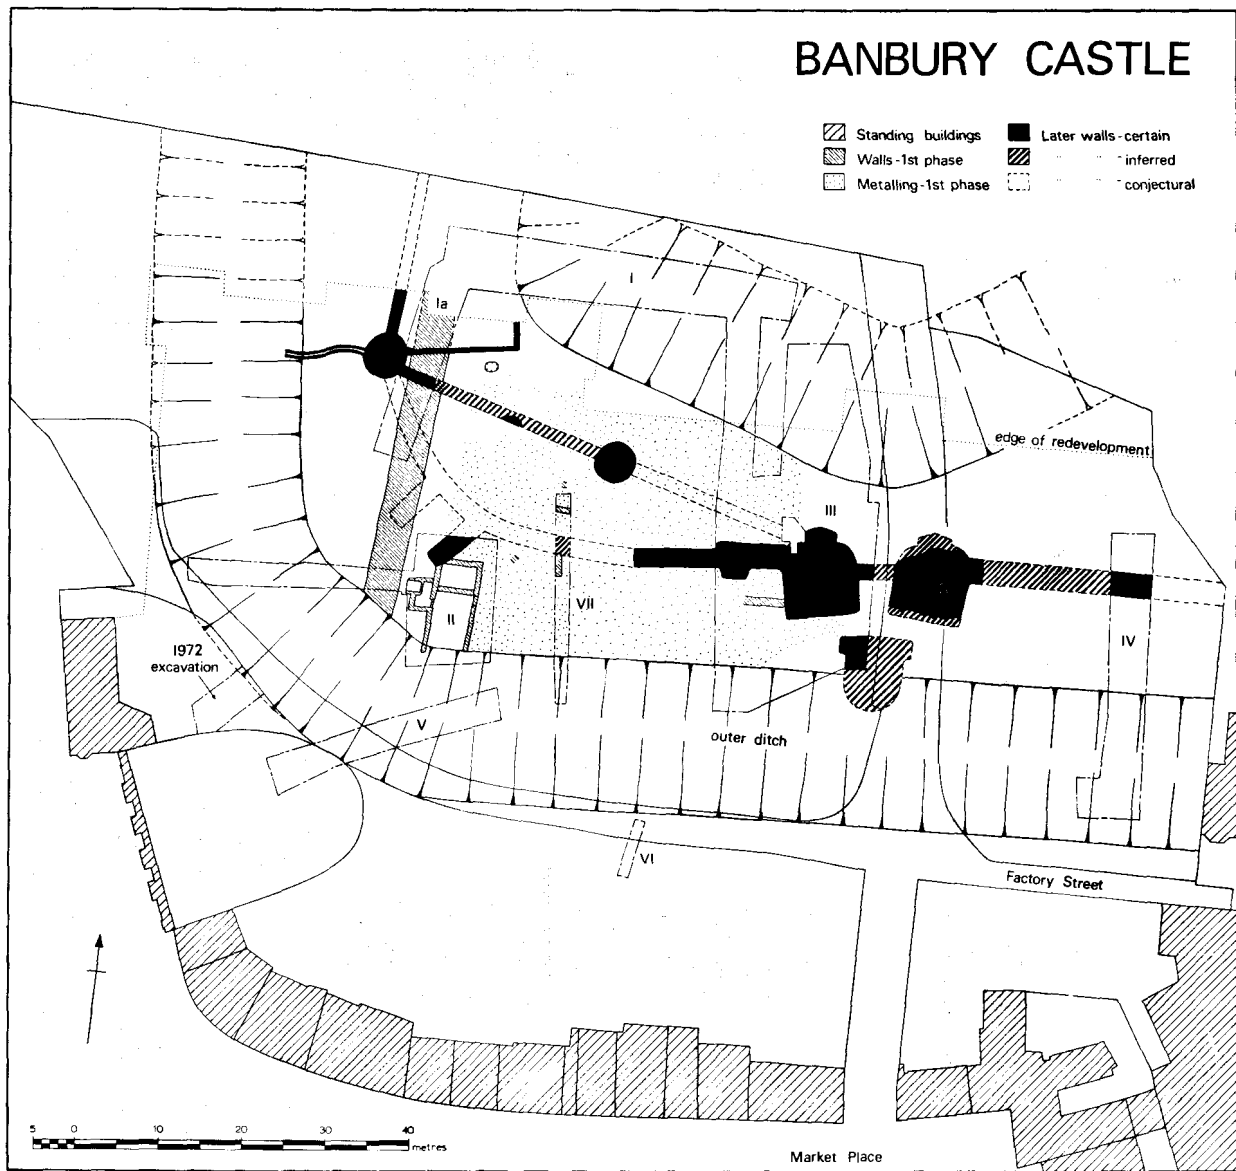 BANBURY CASTLE
Standing buildings
Walls-1st phase
Metalling-1st phase
Later walls-certain
" " -inferred
" " -conjectural
I
Ia
edge of redevelopment
III
II
VII
IV
1972
excavation
V
outer ditch
VI
Factory Street
5 0 10 20 30 40
metres
Market Place